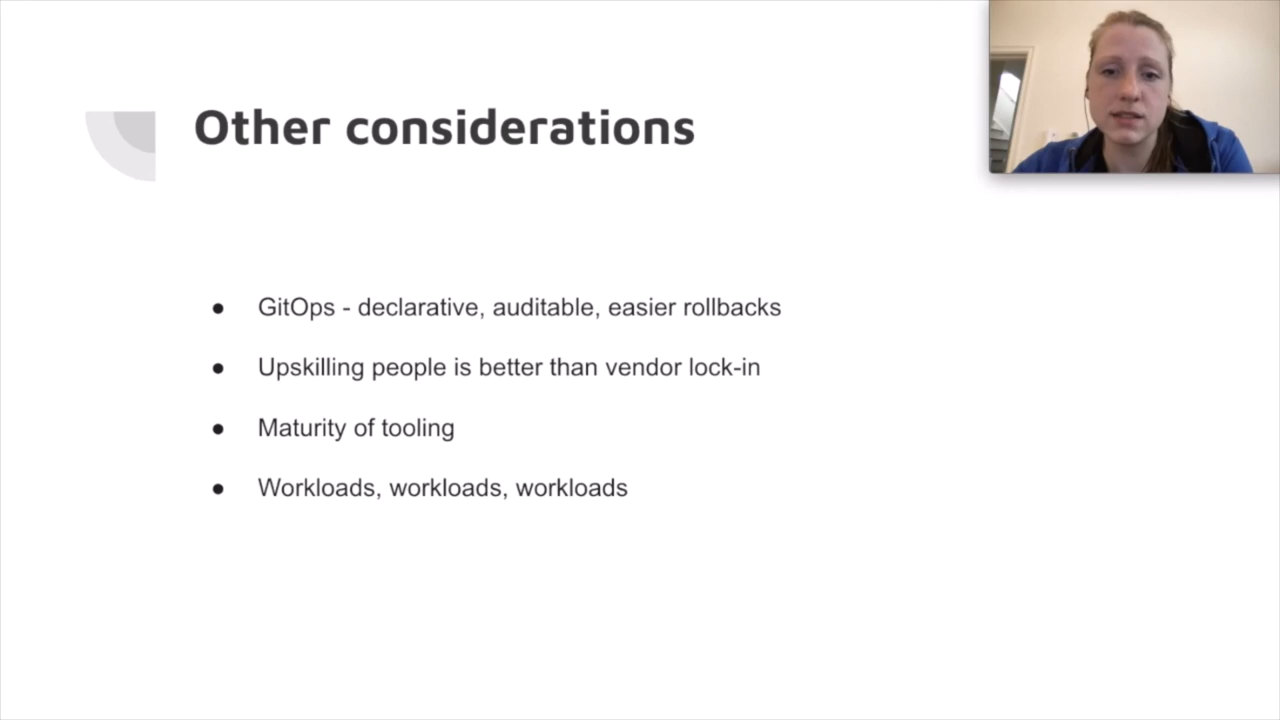 Other considerations
● GitOps - declarative, auditable, easier rollbacks
● Upskilling people is better than vendor lock-in
● Maturity of tooling
● Workloads, workloads, workloads